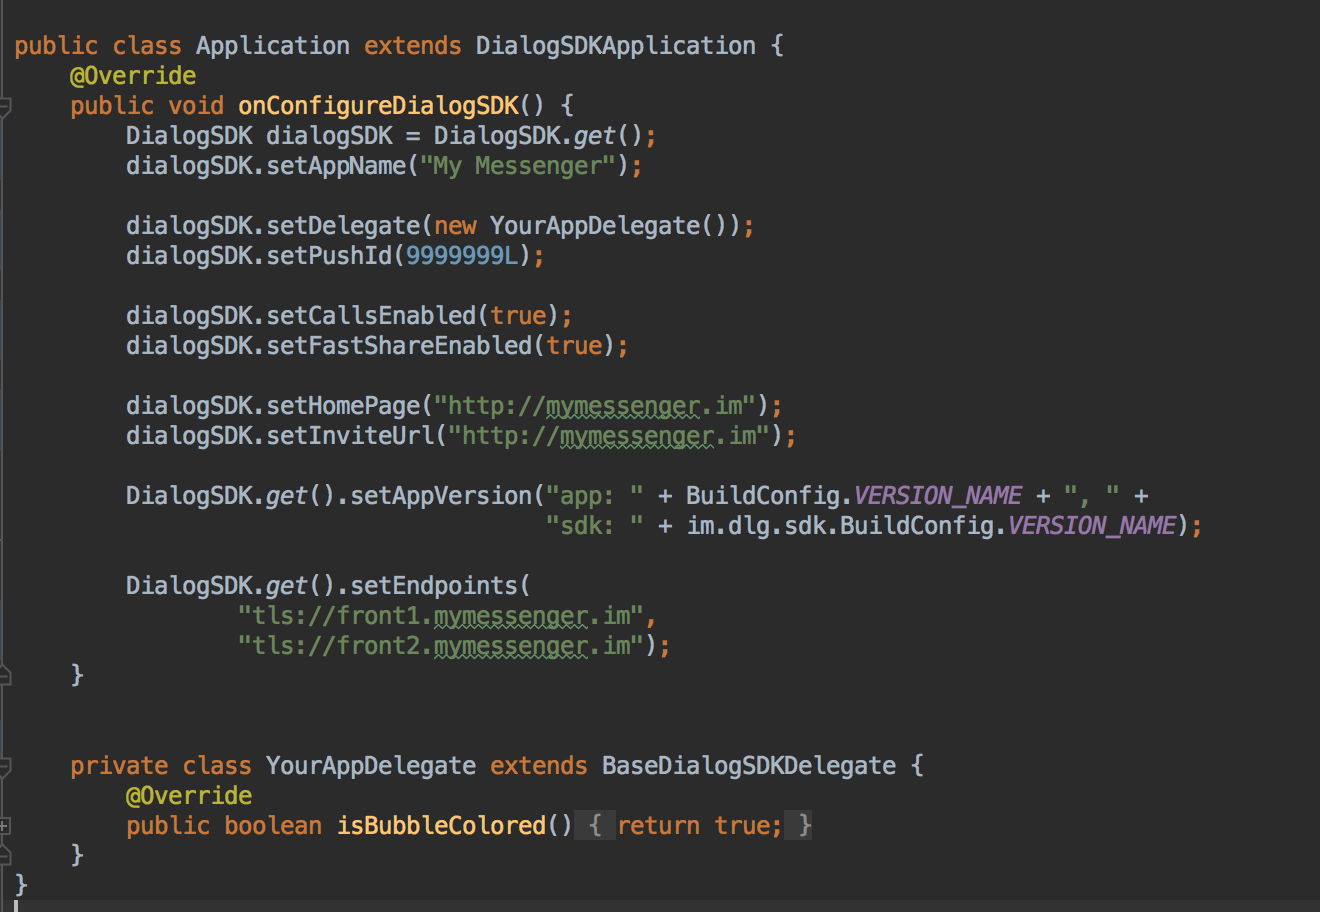 public class Application extends DialogSDKApplication {
@Override
public void onConfigureDialogSDK() {
DialogSDK dialogSDK = DialogSDK.get();
dialogSDK.setAppName("My Messenger");
dialogSDK.setDelegate(new YourAppDelegate());
dialogSDK.setPushId(9999999L);
dialogSDK.setCallsEnabled(true);
dialogSDK.setFastShareEnabled(true);
dialogSDK.setHomePage("http://mymessenger.im");
dialogSDK.setInviteUrl("http://mymessenger.im");
DialogSDK.get().setAppVersion("app: " + BuildConfig.VERSION_NAME + ", " +
"sdk: " + im.dlg.sdk.BuildConfig.VERSION_NAME);
DialogSDK.get().setEndpoints(
"tls://front1.mymessenger.im",
"tls://front2.mymessenger.im");
}
private class YourAppDelegate extends BaseDialogSDKDelegate {
@Override
public boolean isBubbleColored() { return true; }
}
}